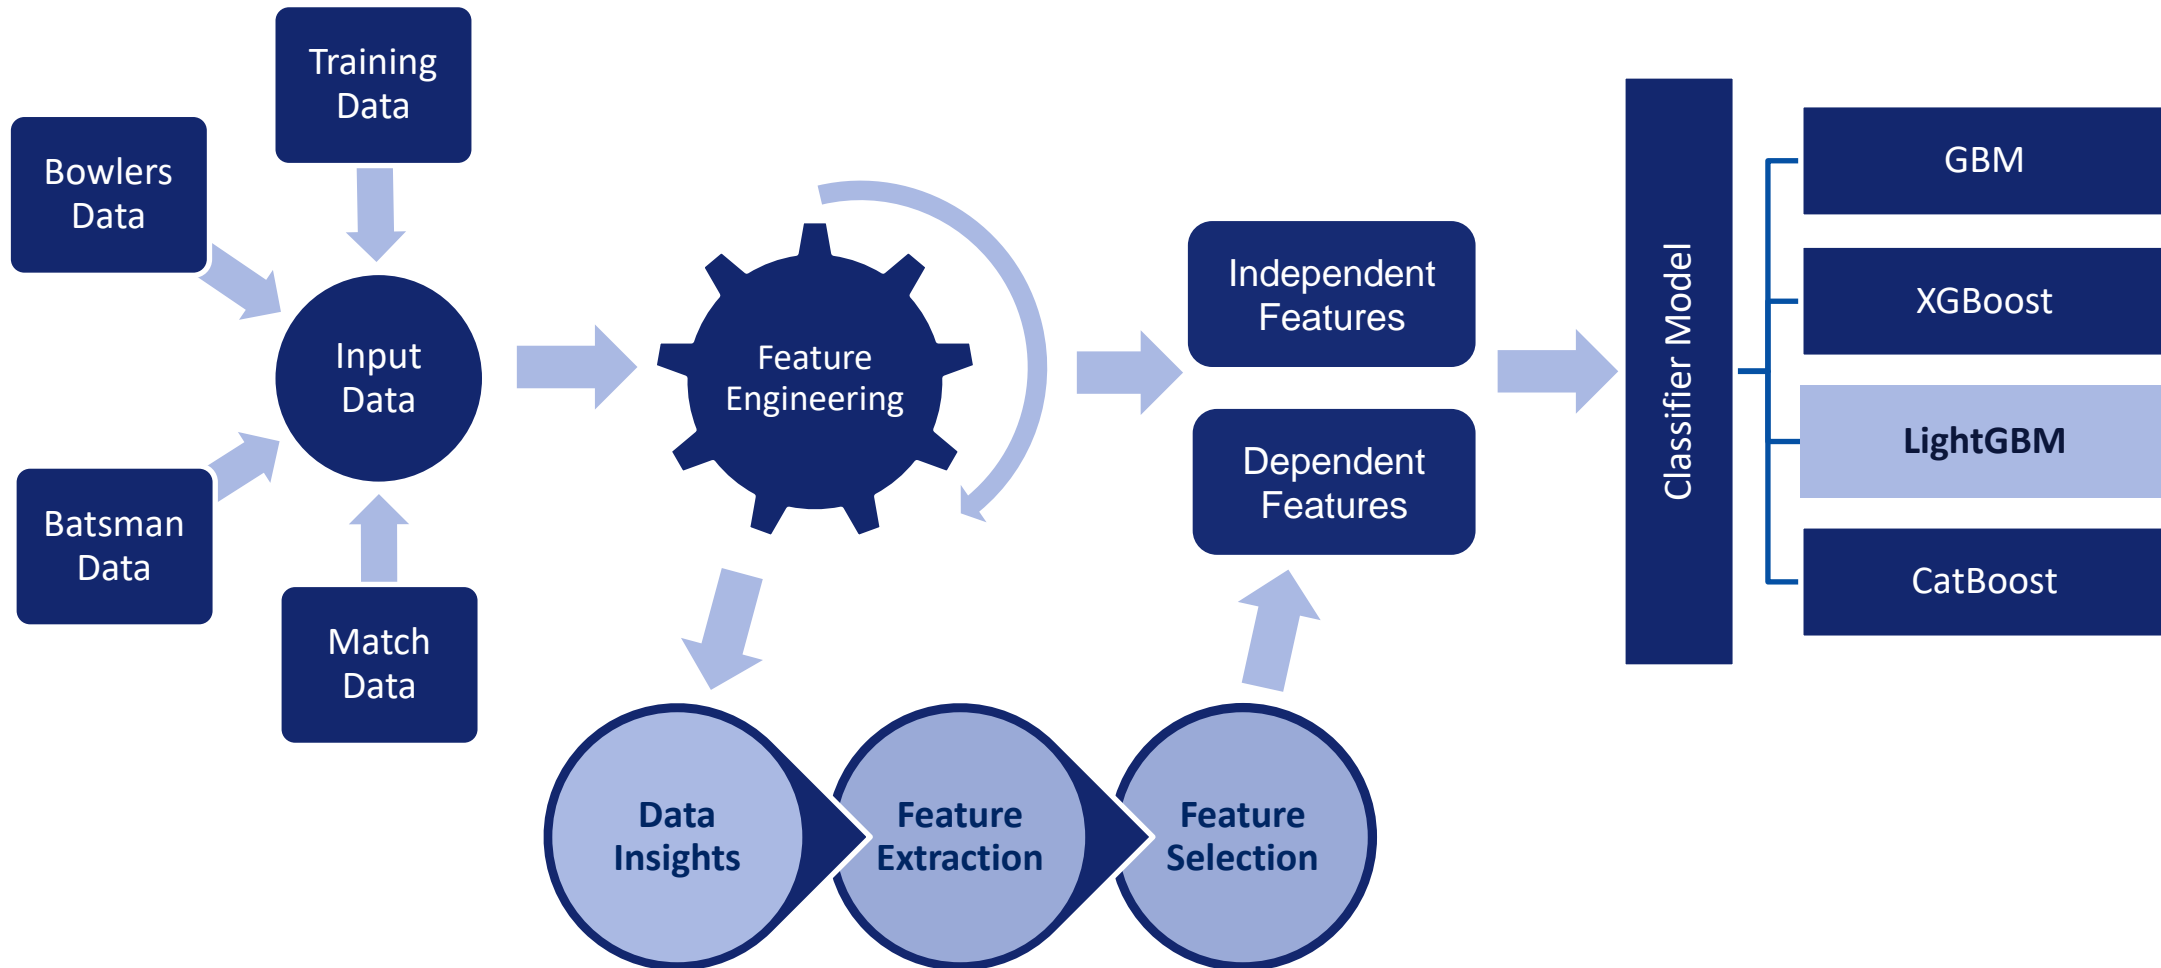 Training
Data
Bowlers
Data
Input
Data
Batsman
Data
Match
Data
Feature
Engineering
Data
Insights
Feature
Extraction
Feature
Selection
Independent
Features
Dependent
Features
Classifier Model
GBM
XGBoost
LightGBM
CatBoost